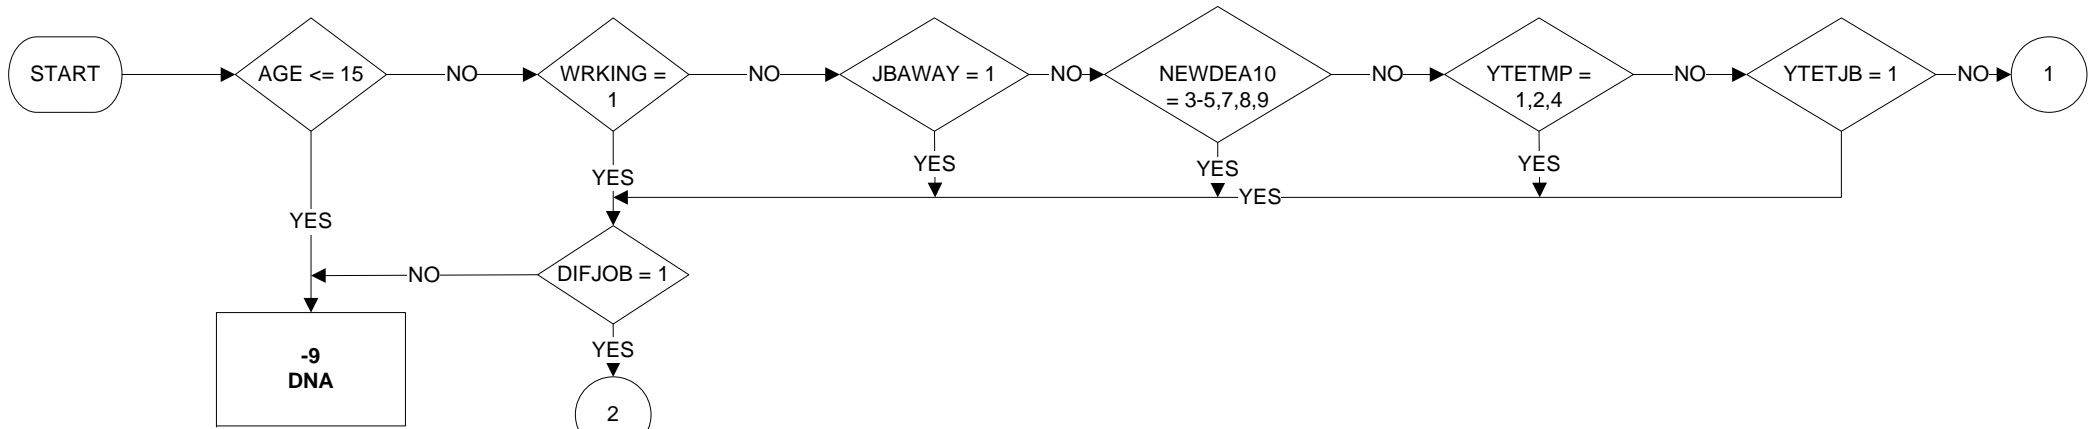 START
AGE <= 15
NO
WRKING =
1
NO
JBAWAY = 1
NO
NEWDEA10
= 3-5,7,8,9
NO
YTETMP =
1,2,4
NO
YTETJB = 1
NO
1
YES
YES
YES
YES
YES
YES
DIFJOB = 1
NO
YES
-9
DNA
2